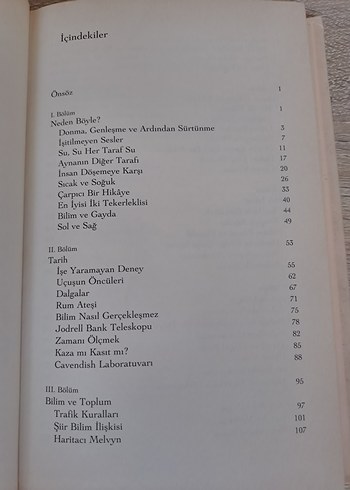 İçindekiler
Önsöz 1
I. Bölüm 1
Neden Böyle?
Donma, Genleşme ve Ardından Sürtünme 3
İşitilmeyen Sesler 7
Su, Su Her Taraf Su 11
Aynanın Diğer Tarafı 17
İnsan Döşemeye Karşı 20
Sıcak ve Soğuk 26
Çarpıcı Bir Hikâye 33
En İyisi İki Tekerleklisi 40
Bilim ve Gayda 44
Sol ve Sağ 49
II. Bölüm 53
Tarih
İşe Yaramayan Deney 55
Uçuşun Öncüleri 62
Dalgalar 67
Rum Ateşi 71
Bilim Nasıl Gerçekleşmez 75
Jodrell Bank Teleskopu 78
Zamanı Ölçmek 82
Kaza mı Kasıt mı? 85
Cavendish Laboratuvarı 88
III. Bölüm 95
Bilim ve Toplum
Trafik Kuralları 97
Şiir Bilim İlişkisi 101
Haritacı Melvyn 107